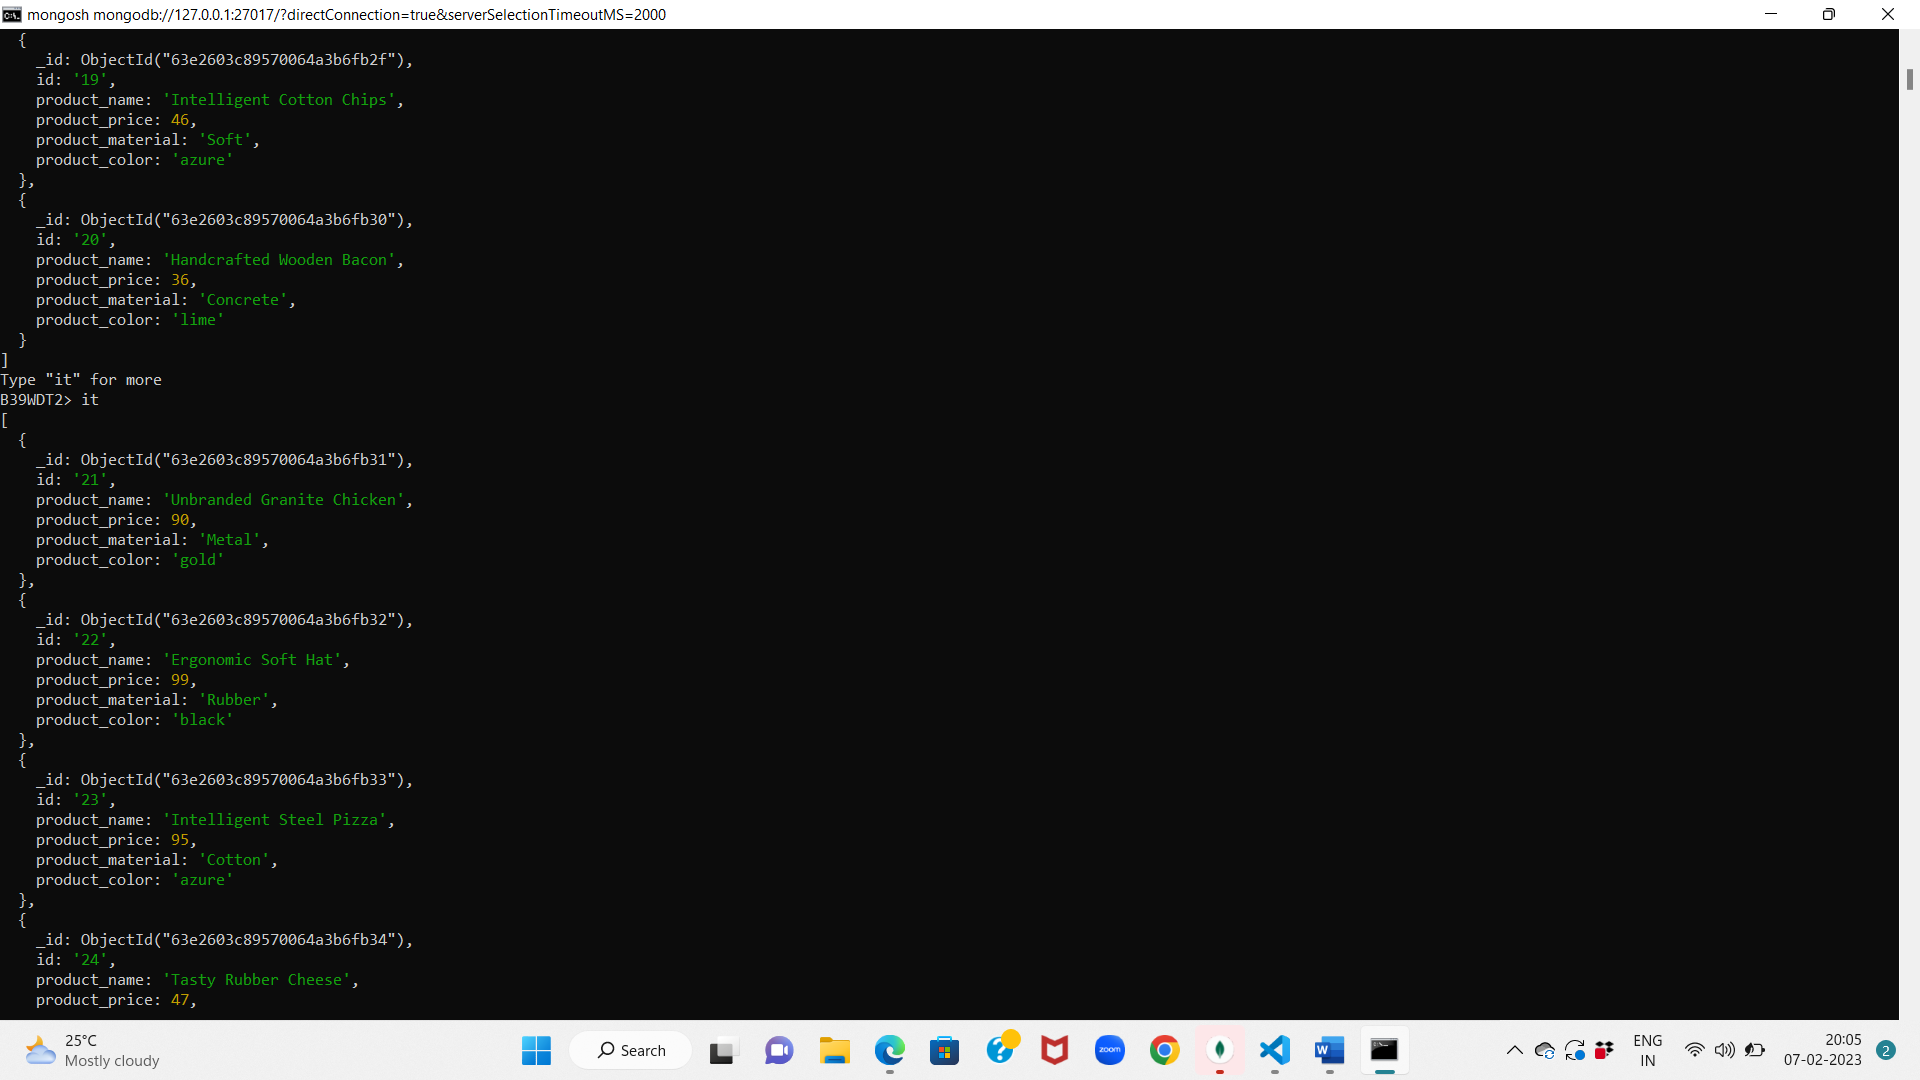 mongosh mongodb://127.0.0.1:27017/?directConnection=true&serverSelectionTimeoutMS=2000
{
_id: ObjectId("63e2603c89570064a3b6fb2f"),
id: '19',
product_name: 'Intelligent Cotton Chips',
product_price: 46,
product_material: 'Soft',
product_color: 'azure'
},
{
_id: ObjectId("63e2603c89570064a3b6fb30"),
id: '20',
product_name: 'Handcrafted Wooden Bacon',
product_price: 36,
product_material: 'Concrete',
product_color: 'lime'
}
]
Type "it" for more
B39WDT2> it
[
{
_id: ObjectId("63e2603c89570064a3b6fb31"),
id: '21',
product_name: 'Unbranded Granite Chicken',
product_price: 90,
product_material: 'Metal',
product_color: 'gold'
},
{
_id: ObjectId("63e2603c89570064a3b6fb32"),
id: '22',
product_name: 'Ergonomic Soft Hat',
product_price: 99,
product_material: 'Rubber',
product_color: 'black'
},
{
_id: ObjectId("63e2603c89570064a3b6fb33"),
id: '23',
product_name: 'Intelligent Steel Pizza',
product_price: 95,
product_material: 'Cotton',
product_color: 'azure'
},
{
_id: ObjectId("63e2603c89570064a3b6fb34"),
id: '24',
product_name: 'Tasty Rubber Cheese',
product_price: 47,
25°C
Mostly cloudy
Search
zoom
ENG
IN
20:05
07-02-2023
2